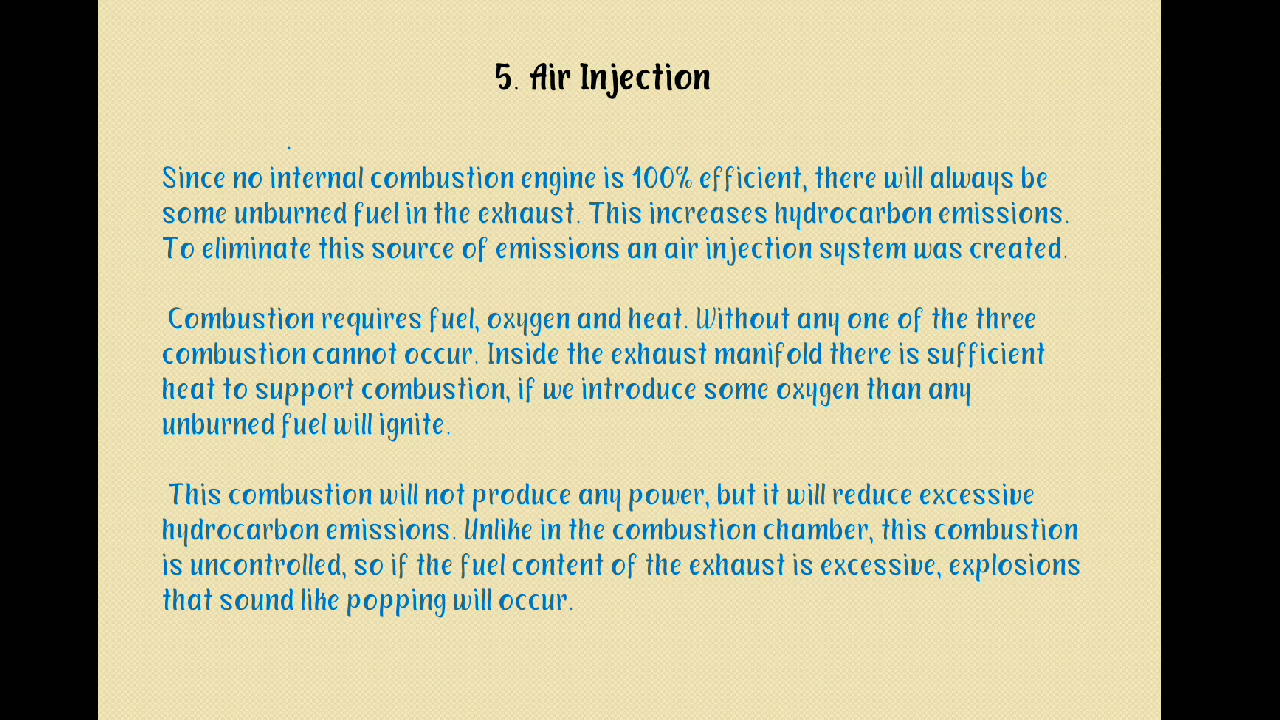 5. Air Injection
Since no internal combustion engine is 100% efficient, there will always be
some unburned fuel in the exhaust. This increases hydrocarbon emissions.
To eliminate this source of emissions an air injection system was created.
Combustion requires fuel, oxygen and heat. Without any one of the three
combustion cannot occur. Inside the exhaust manifold there is sufficient
heat to support combustion, if we introduce some oxygen than any
unburned fuel will ignite.
This combustion will not produce any power, but it will reduce excessive
hydrocarbon emissions. Unlike in the combustion chamber, this combustion
is uncontrolled, so if the fuel content of the exhaust is excessive, explosions
that sound like popping will occur.